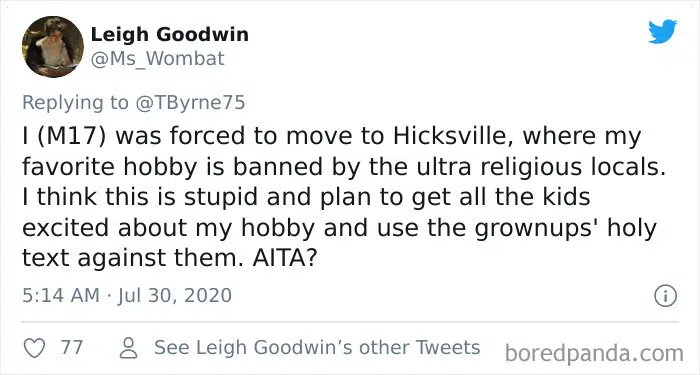 Leigh Goodwin
@Ms_Wombat
Replying to @TByrne75
I (M17) was forced to move to Hicksville, where my
favorite hobby is banned by the ultra religious locals.
I think this is stupid and plan to get all the kids
excited about my hobby and use the grownups' holy
text against them. AITA?
5:14 AM · Jul 30, 2020
77
See Leigh Goodwin’s other Tweets
boredpanda.com